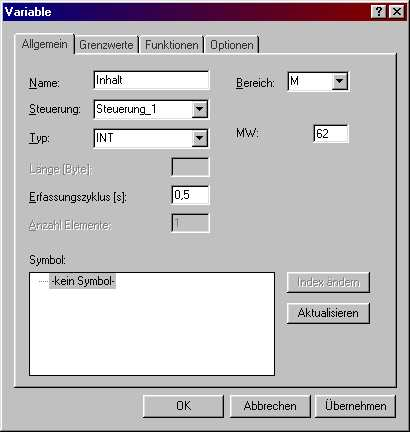 Variable
Allgemein Grenzwerte Funktionen Optionen
Name: Inhalt Bereich: M
Steuerung: Steuerung_1
Typ: INT MW: 62
Länge [Byte]:
Erfassungszyklus [s]: 0,5
Anzahl Elemente: 1
Symbol:
-kein Symbol- Index ändern
Aktualisieren
OK Abbrechen Übernehmen